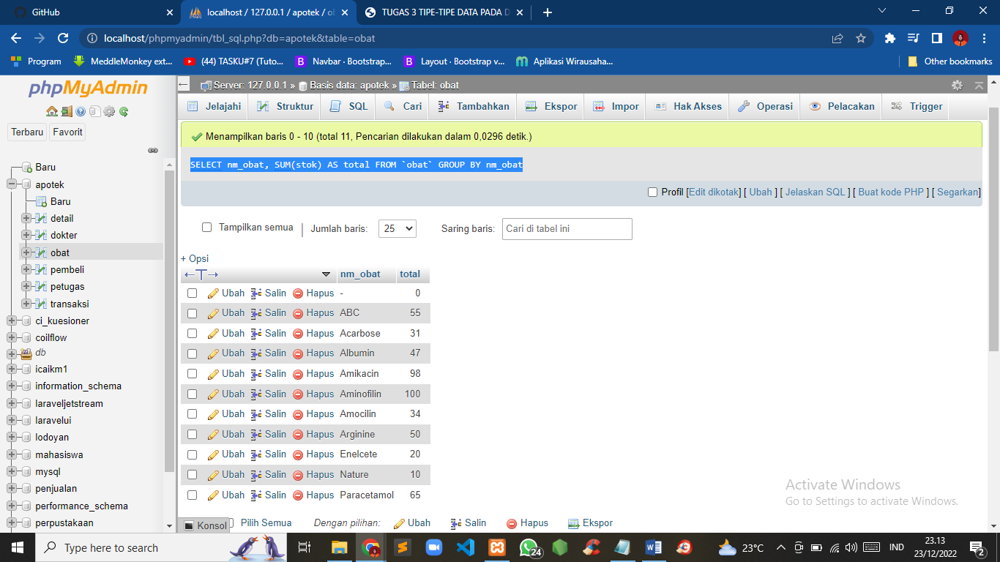 GitHub
localhost / 127.0.0.1 / apotek / ob
TUGAS 3 TIPE-TIPE DATA PADA D
localhost/phpmyadmin/tbl_sql.php?db=apotek&table=obat
Program
MeddleMonkey ext...
(44) TASKU#7 (Tuto...
Navbar · Bootstrap...
Layout · Bootstrap v...
Aplikasi Wirausaha...
Other bookmarks
phpMyAdmin
Terbaru
Favorit
Baru
apotek
Baru
detail
dokter
obat
pembeli
petugas
transaksi
ci_kuesioner
coilflow
db
icaikm1
information_schema
laraveljetstream
laravelui
lodoyan
mahasiswa
mysql
penjualan
performance_schema
perpustakaan
Server: 127.0.0.1 » Basis data: apotek » Tabel: obat
Jelajahi
Struktur
SQL
Cari
Tambahkan
Ekspor
Impor
Hak Akses
Operasi
Pelacakan
Trigger
Menampilkan baris 0 - 10 (total 11, Pencarian dilakukan dalam 0,0296 detik.)
SELECT nm_obat, SUM(stok) AS total FROM `obat` GROUP BY nm_obat
Profil [Edit dikotak] [ Ubah ] [ Jelaskan SQL ] [ Buat kode PHP ] [ Segarkan]
Tampilkan semua | Jumlah baris: 25 Saring baris: Cari di tabel ini
+ Opsi
←T→ nm_obat total
Ubah Salin Hapus - 0
Ubah Salin Hapus ABC 55
Ubah Salin Hapus Acarbose 31
Ubah Salin Hapus Albumin 47
Ubah Salin Hapus Amikacin 98
Ubah Salin Hapus Aminofilin 100
Ubah Salin Hapus Amocilin 34
Ubah Salin Hapus Arginine 50
Ubah Salin Hapus Enelcete 20
Ubah Salin Hapus Nature 10
Ubah Salin Hapus Paracetamol 65
Konsol
Pilih Semua Dengan pilihan: Ubah Salin Hapus Ekspor
Activate Windows
Go to Settings to activate Windows.
Type here to search
24
23°C
IND
23.13
23/12/2022
2